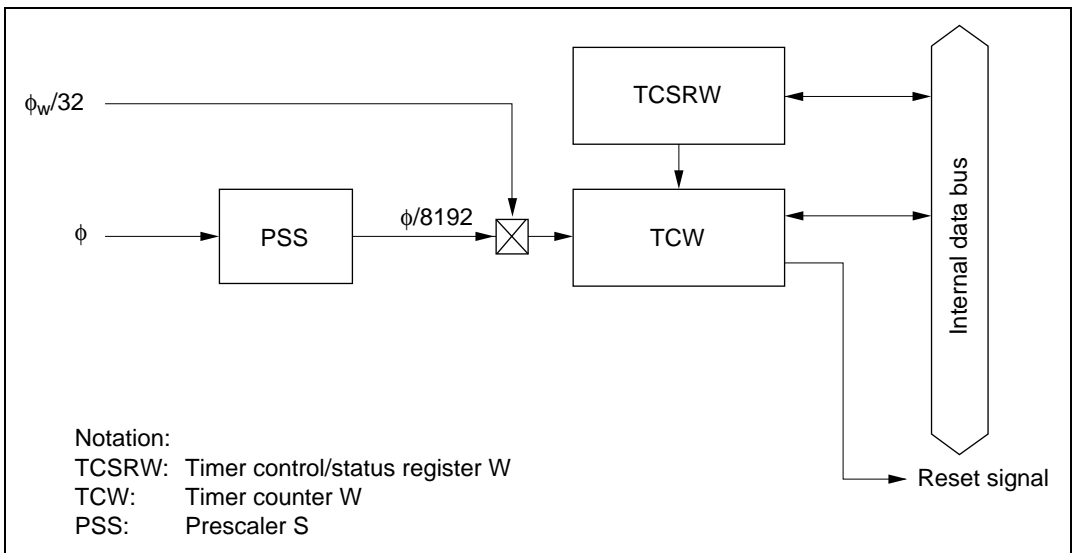 TCSRW
ϕw/32
ϕ
PSS
ϕ/8192
TCW
Internal data bus
Notation:
TCSRW: Timer control/status register W
TCW: Timer counter W
PSS: Prescaler S
Reset signal